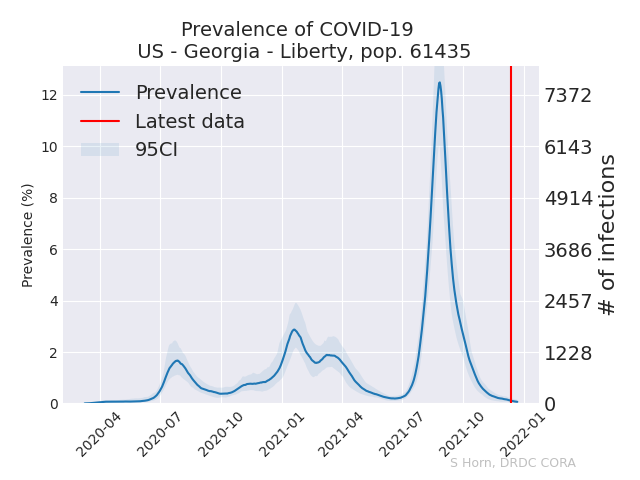 Prevalence of COVID-19
US - Georgia - Liberty, pop. 61435
Prevalence
Latest data
95CI
Prevalence (%)
12
10
8
6
4
2
0
7372
6143
4914
3686
2457
1228
0
# of infections
2020-04
2020-07
2020-10
2021-01
2021-04
2021-07
2021-10
2022-01
S Horn, DRDC CORA